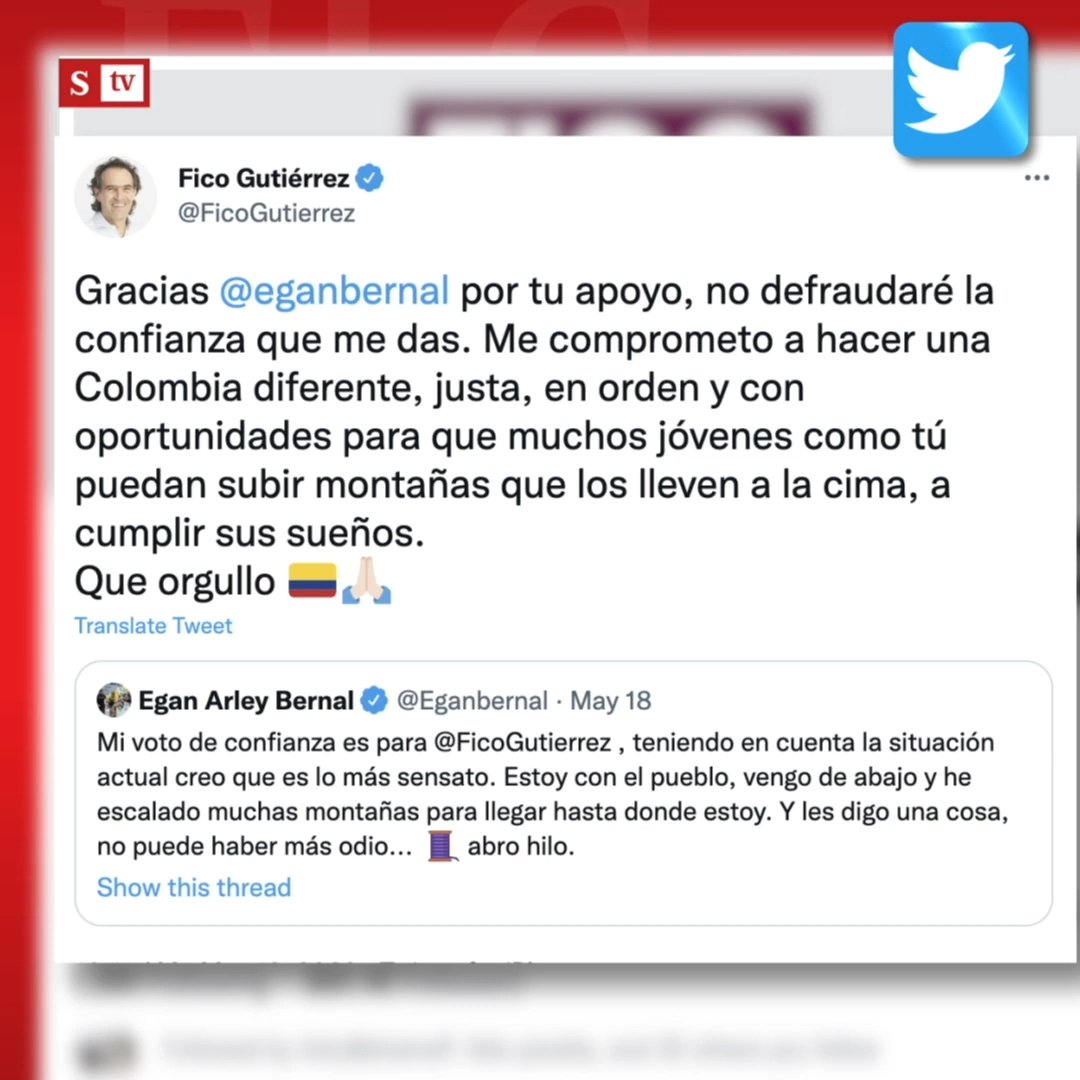 S tv
Fico Gutiérrez
@FicoGutierrez
Gracias @eganbernal por tu apoyo, no defraudaré la
confianza que me das. Me comprometo a hacer una
Colombia diferente, justa, en orden y con
oportunidades para que muchos jóvenes como tú
puedan subir montañas que los lleven a la cima, a
cumplir sus sueños.
Que orgullo 🇨🇴🙏🏻
Translate Tweet
Egan Arley Bernal @Eganbernal · May 18
Mi voto de confianza es para @FicoGutierrez , teniendo en cuenta la situación
actual creo que es lo más sensato. Estoy con el pueblo, vengo de abajo y he
escalado muchas montañas para llegar hasta donde estoy. Y les digo una cosa,
no puede haber más odio... 🧵 abro hilo.
Show this thread